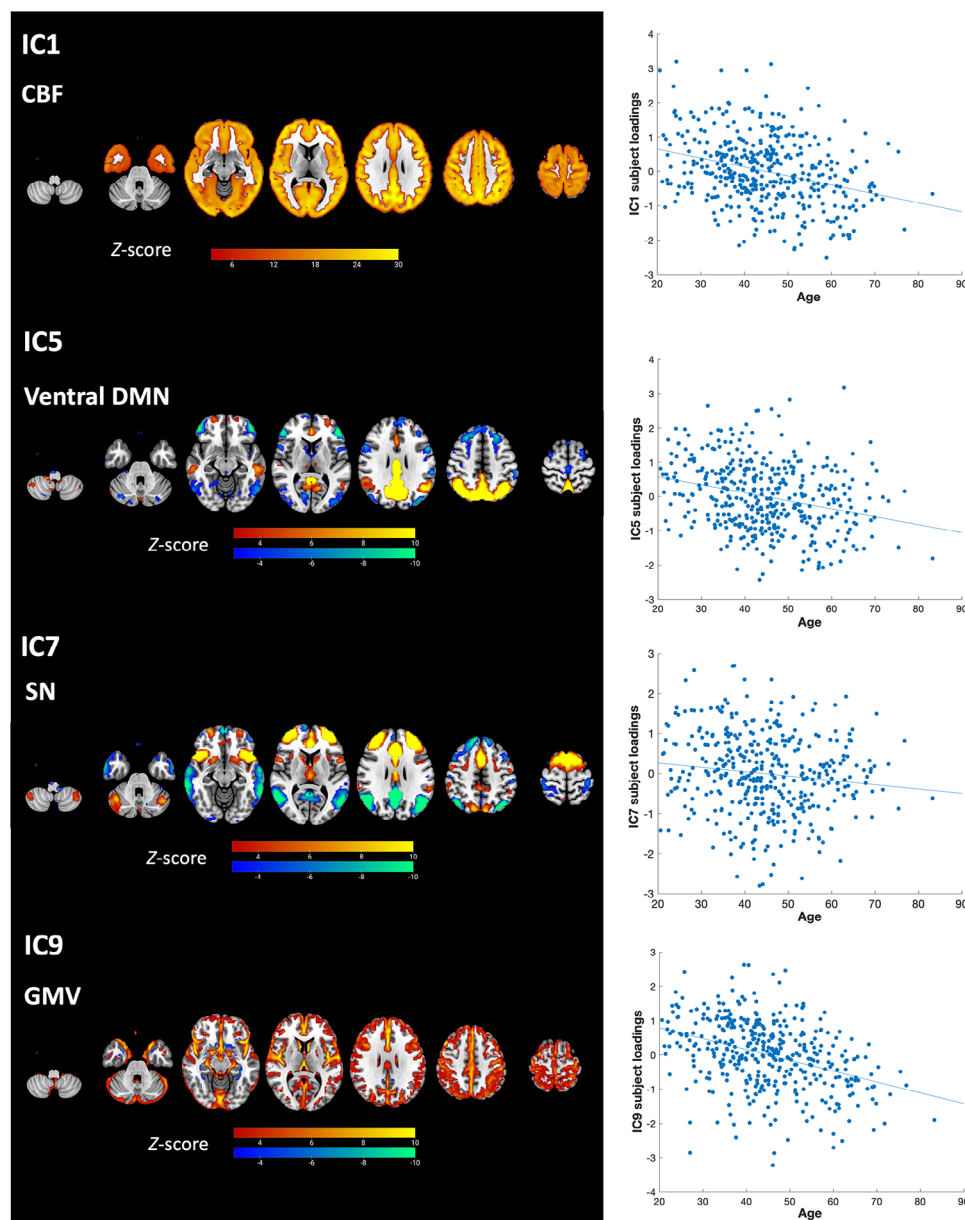 IC1
CBF
Z-score
6 12 18 24 30
4
3
2
1
0
-1
-2
-3
20 30 40 50 60 70 80 90
IC1 subject loadings
Age
IC5
Ventral DMN
Z-score
4 6 8 10
-4 -6 -8 -10
4
3
2
1
0
-1
-2
-3
20 30 40 50 60 70 80 90
IC5 subject loadings
Age
IC7
SN
Z-score
4 6 8 10
-4 -6 -8 -10
3
2
1
0
-1
-2
-3
20 30 40 50 60 70 80 90
IC7 subject loadings
Age
IC9
GMV
Z-score
4 6 8 10
-4 -6 -8 -10
3
2
1
0
-1
-2
-3
-4
20 30 40 50 60 70 80 90
IC9 subject loadings
Age